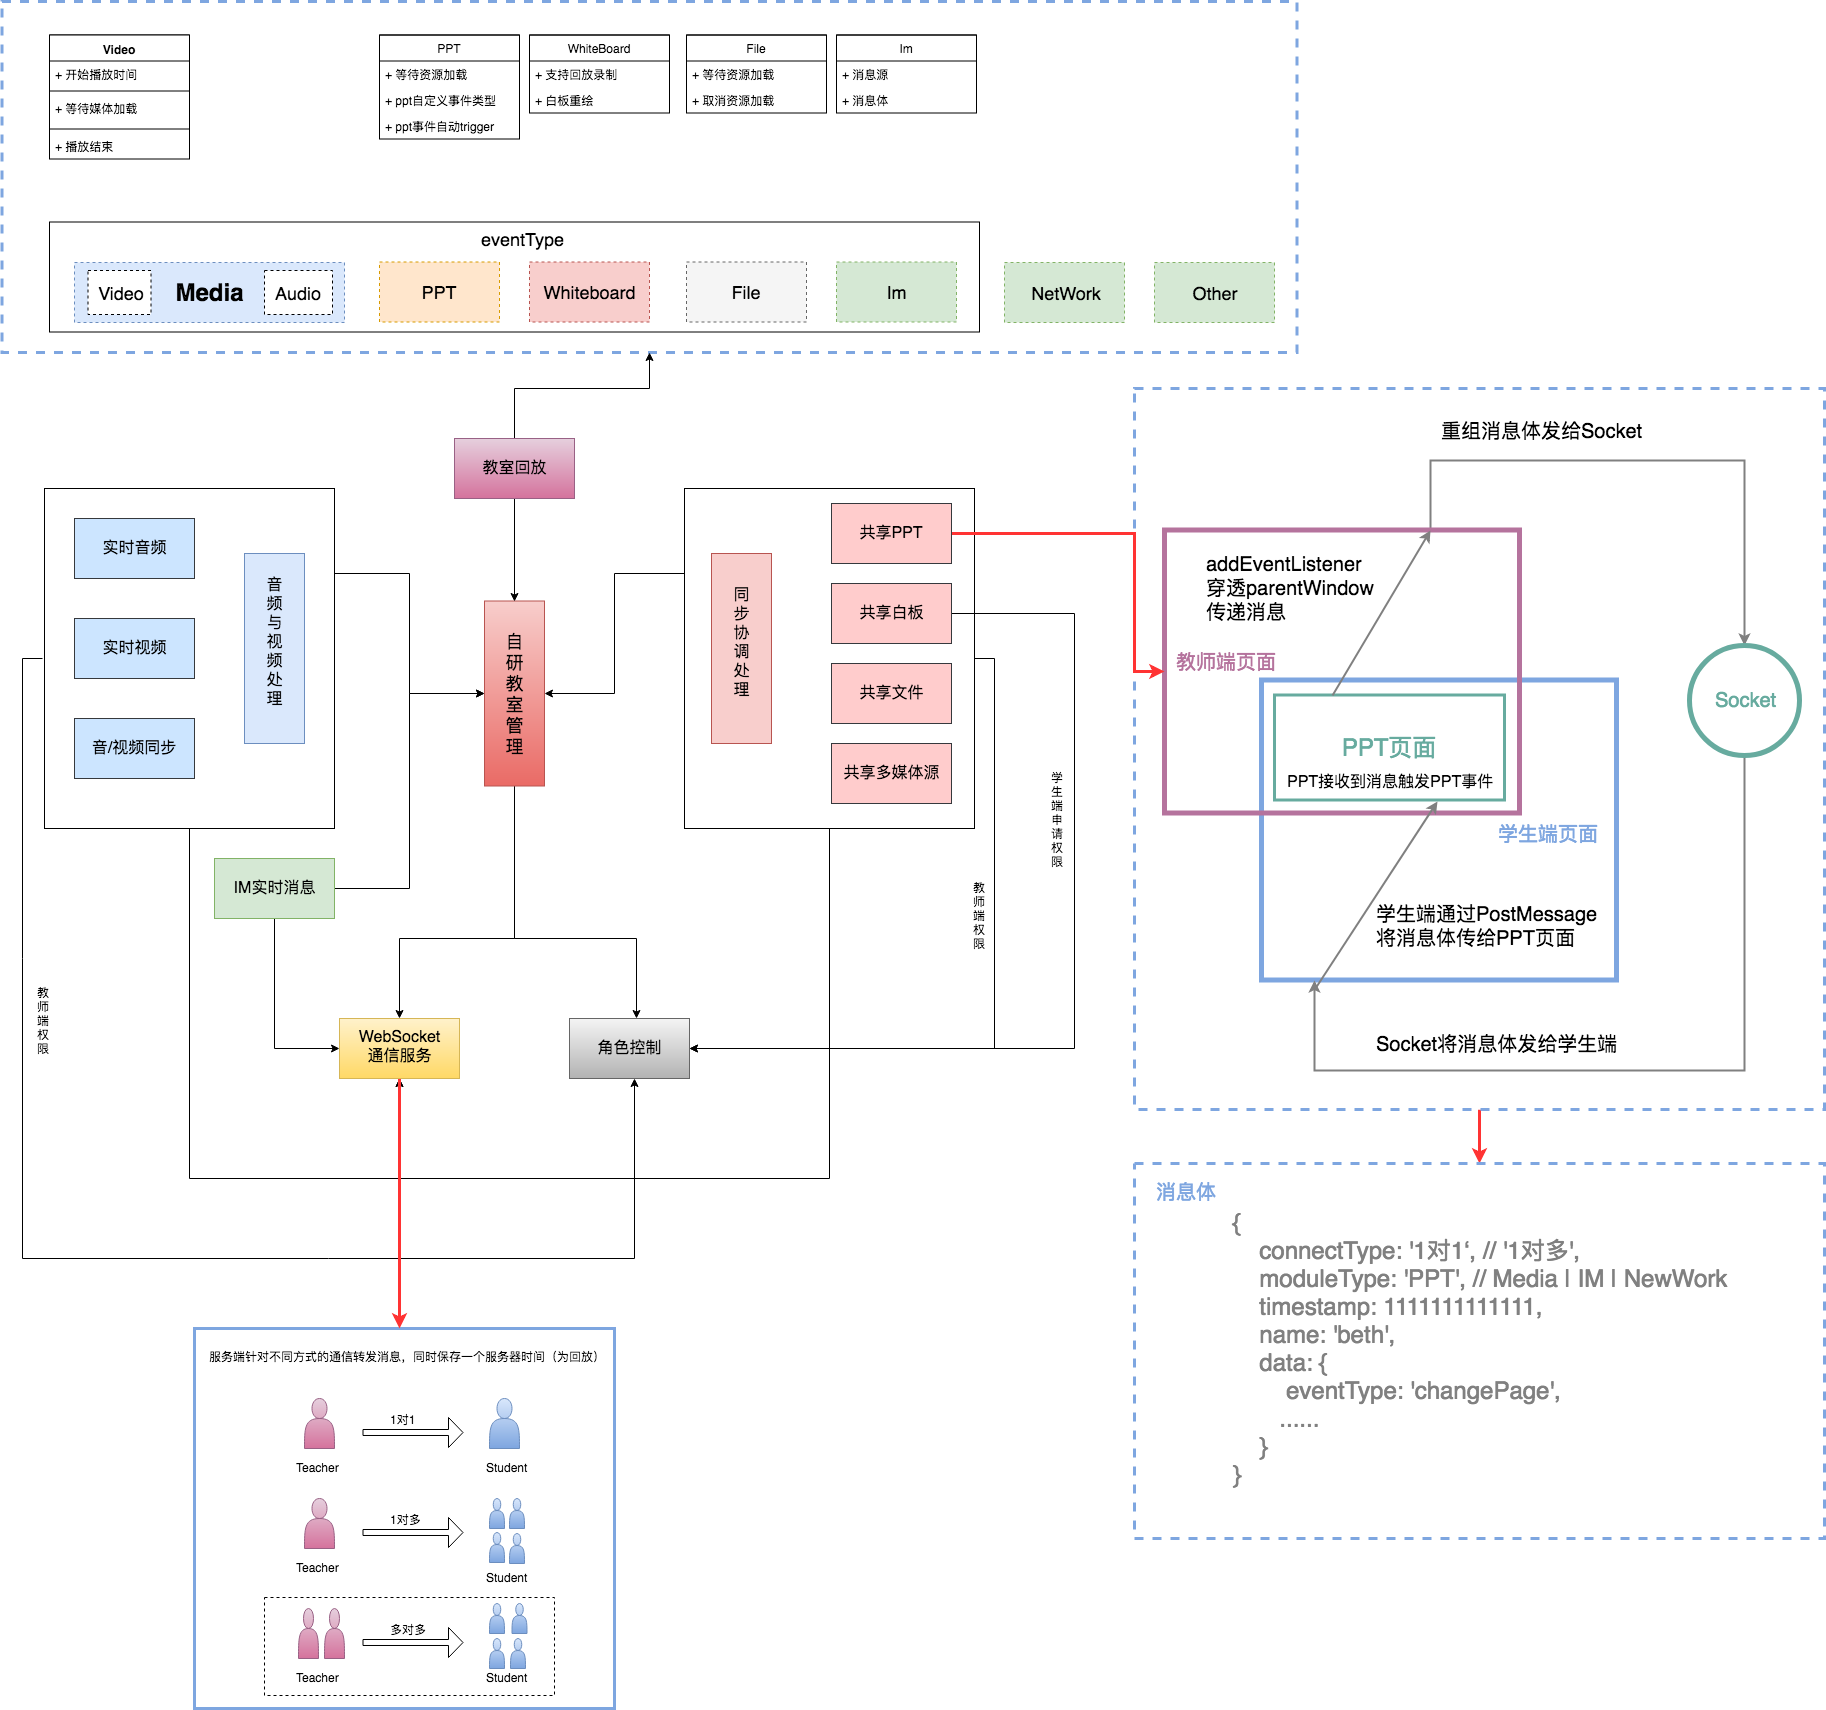 Video
+ 开始播放时间
+ 等待媒体加载
+ 播放结束
PPT
+ 等待资源加载
+ ppt自定义事件类型
+ ppt事件自动trigger
WhiteBoard
+ 支持回放录制
+ 白板重绘
File
+ 等待资源加载
+ 取消资源加载
Im
+ 消息源
+ 消息体
eventType
Video
Media
Audio
PPT
Whiteboard
File
Im
NetWork
Other
教室回放
实时音频
实时视频
音/视频同步
音频与视频处理
自研教室管理
同步协调处理
共享PPT
共享白板
共享文件
共享多媒体源
IM实时消息
教师端权限
教师端权限
学生端申请权限
WebSocket
通信服务
角色控制
重组消息体发给Socket
addEventListener
穿透parentWindow
传递消息
教师端页面
PPT页面
PPT接收到消息触发PPT事件
Socket
学生端页面
学生端通过PostMessage
将消息体传给PPT页面
Socket将消息体发给学生端
消息体
{
connectType: '1对1‘, // '1对多',
moduleType: 'PPT', // Media | IM | NewWork
timestamp: 1111111111111,
name: 'beth',
data: {
eventType: 'changePage',
......
}
}
服务端针对不同方式的通信转发消息，同时保存一个服务器时间（为回放）
1对1
Teacher
Student
1对多
Teacher
Student
多对多
Teacher
Student